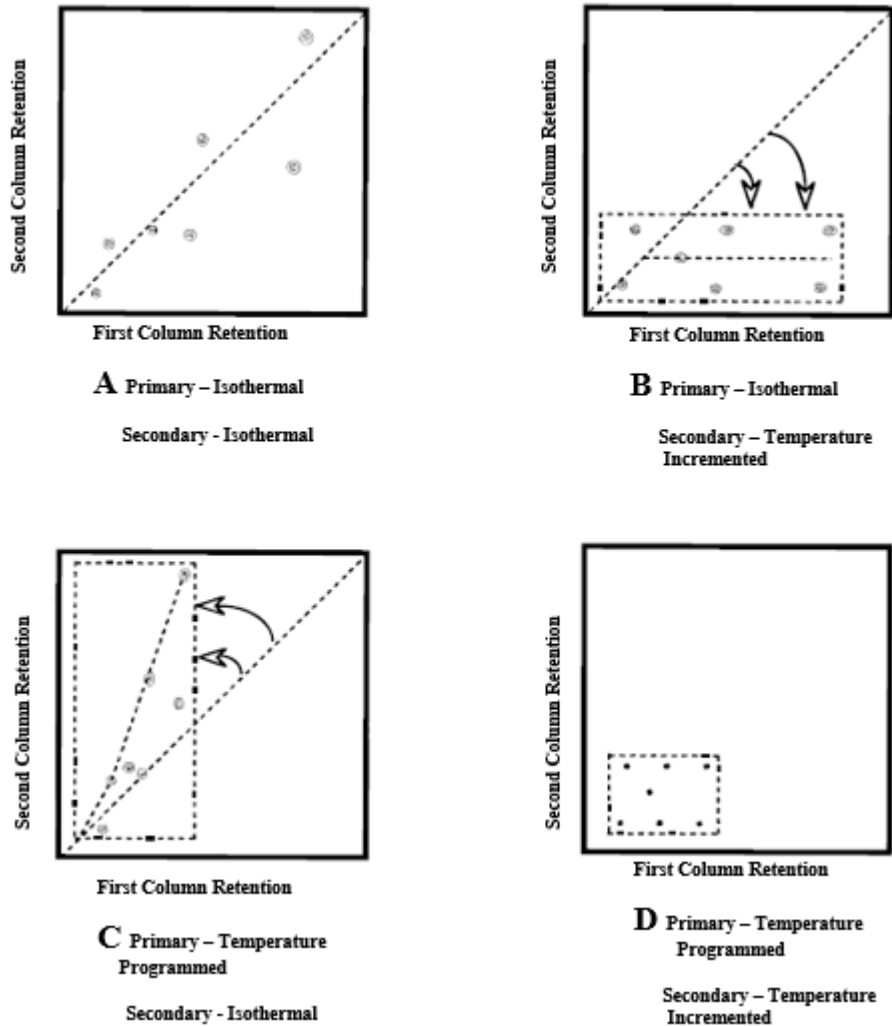 Second Column Retention
First Column Retention
A Primary – Isothermal
Secondary - Isothermal
Second Column Retention
First Column Retention
B Primary – Isothermal
Secondary – Temperature
Incremented
Second Column Retention
First Column Retention
C Primary – Temperature
Programmed
Secondary - Isothermal
Second Column Retention
First Column Retention
D Primary – Temperature
Programmed
Secondary – Temperature
Incremented